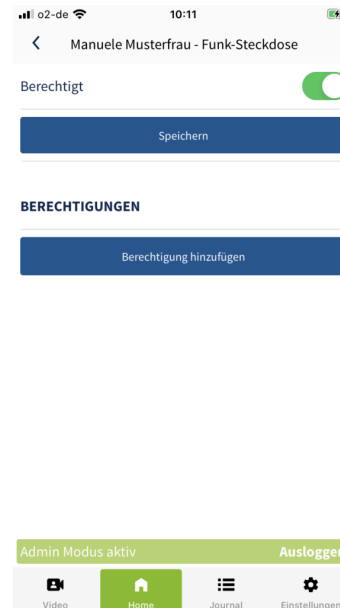 o2-de 10:11
Manuele Musterfrau - Funk-Steckdose
Berechtigt
Speichern
BERECHTIGUNGEN
Berechtigung hinzufügen
Admin Modus aktiv Ausloggen
Video Home Journal Einstellungen